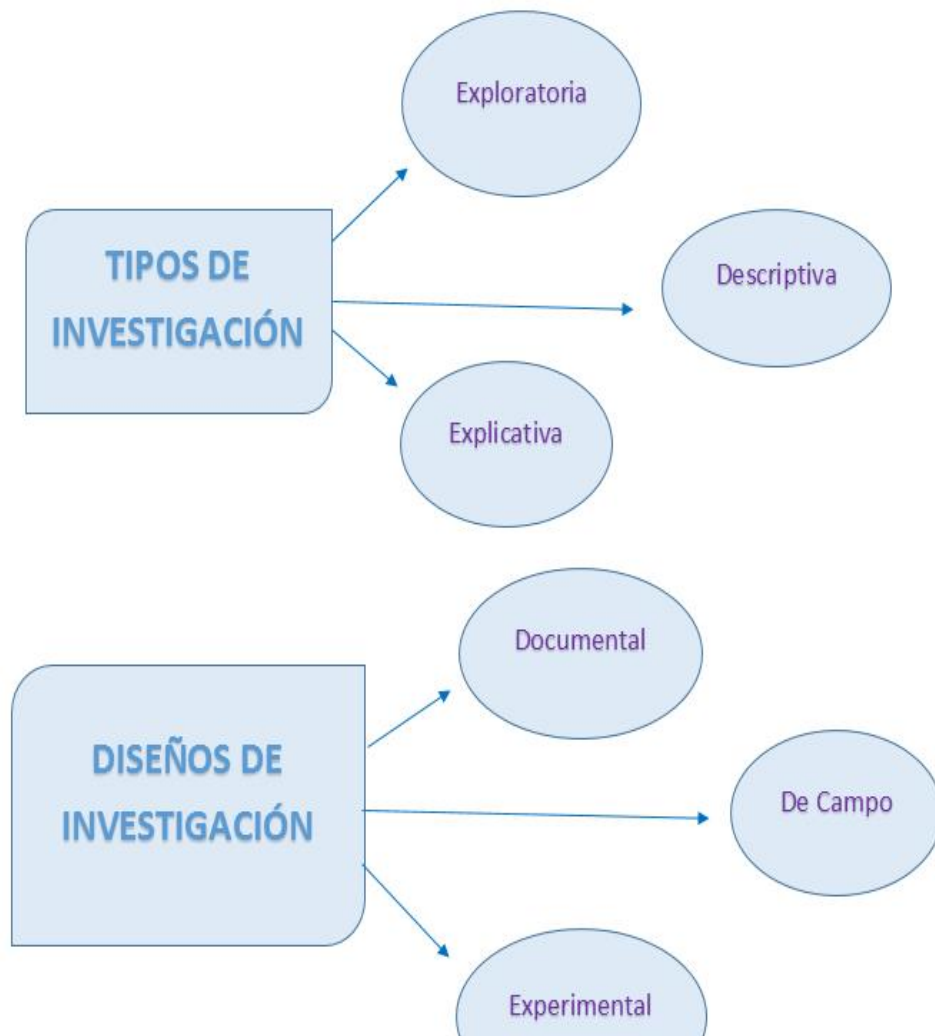 Exploratoria
TIPOS DE
INVESTIGACIÓN
Descriptiva
Explicativa
Documental
DISEÑOS DE
INVESTIGACIÓN
De Campo
Experimental